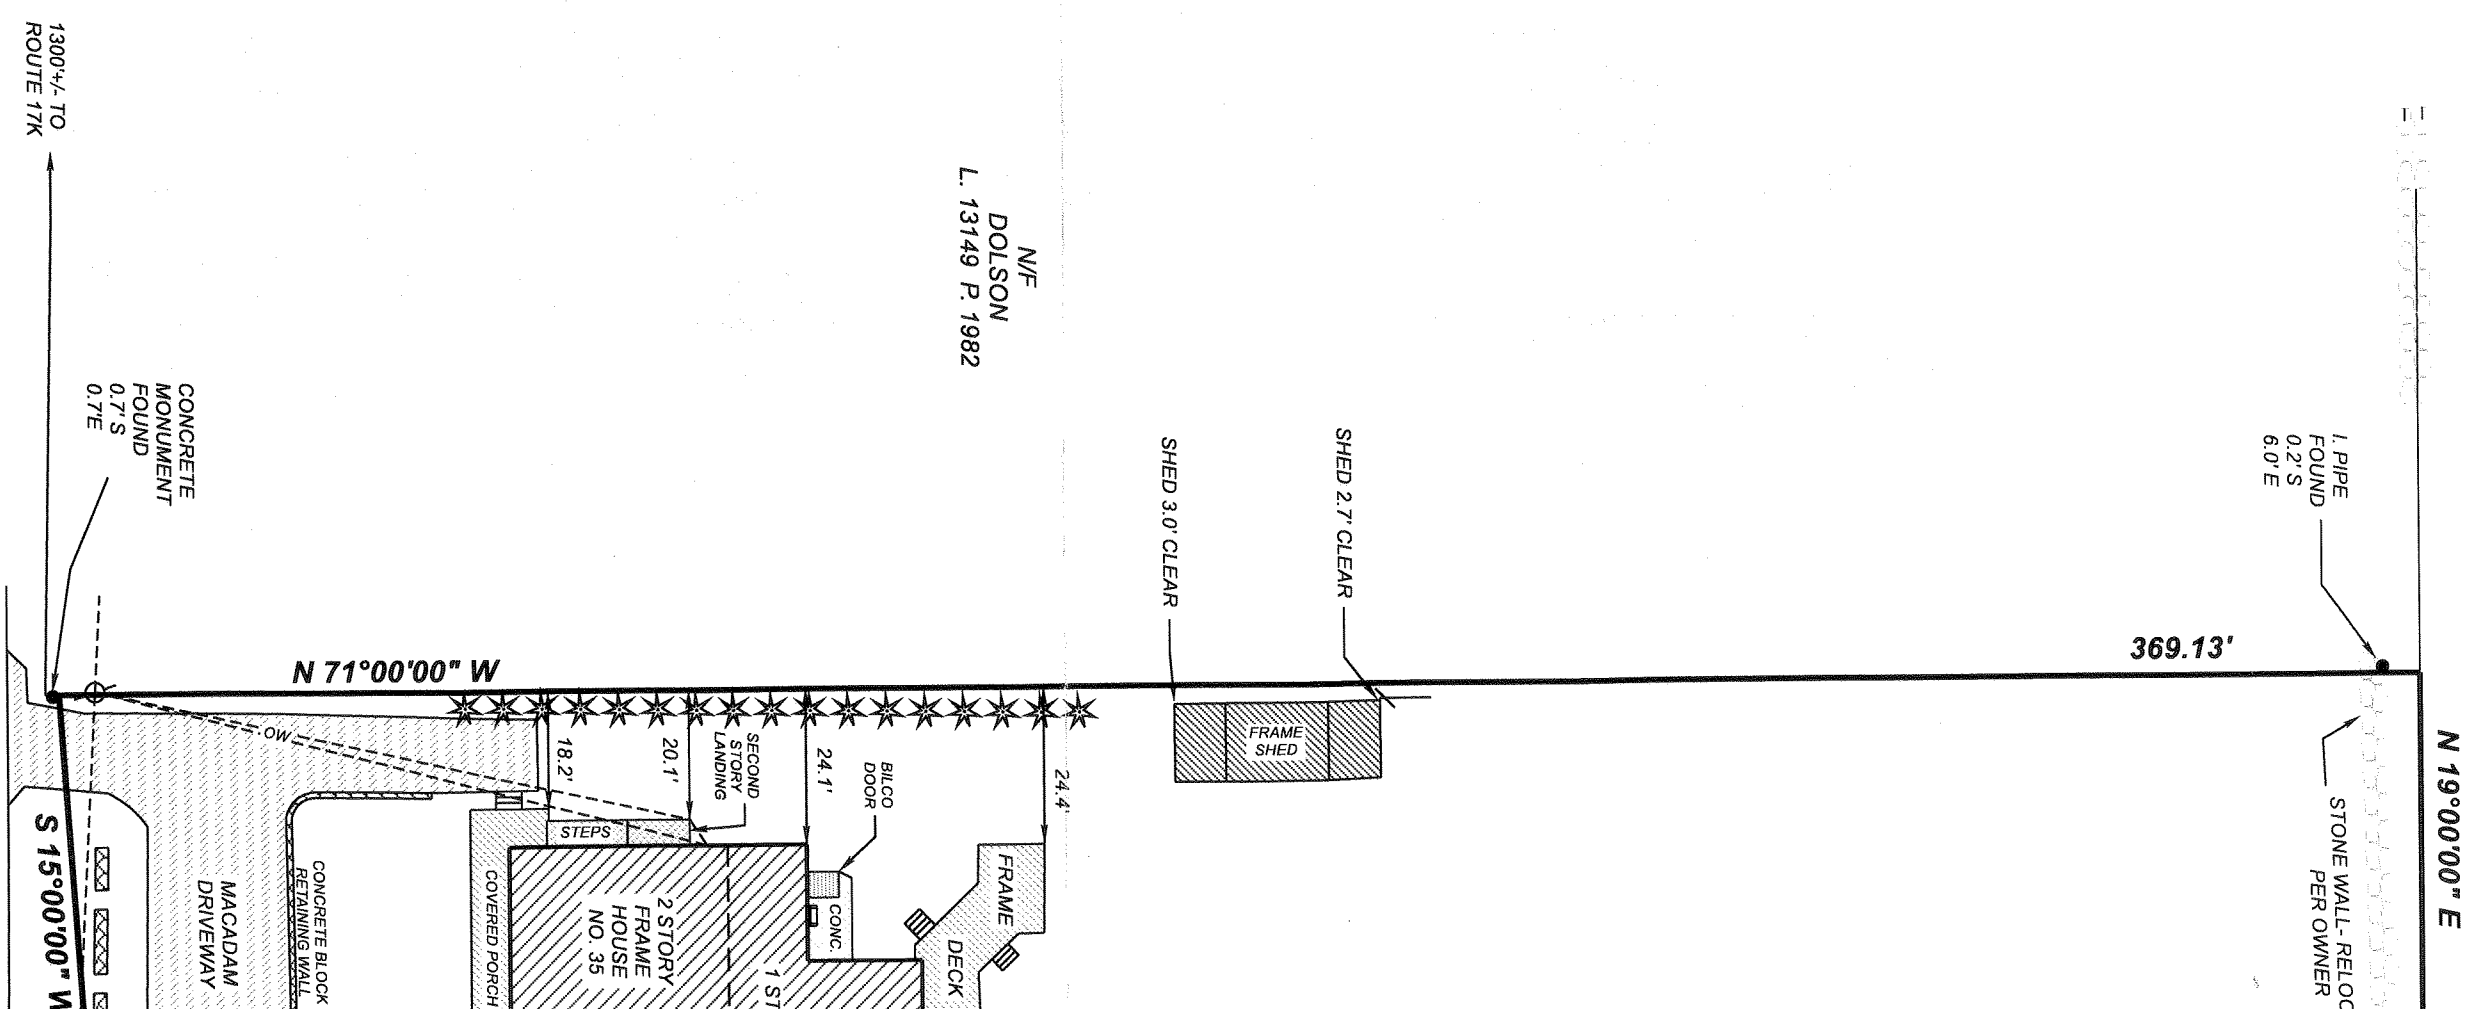 1300'+/- TO
ROUTE 17K
N/F
DOLSON
L. 13149 P. 1982
CONCRETE
MONUMENT
FOUND
0.7' S
0.7'E
SHED 3.0' CLEAR
SHED 2.7' CLEAR
I. PIPE
FOUND
0.2' S
6.0' E
N 71°00'00" W
369.13'
N 19°00'00" E
STONE WALL- RELOC
PER OWNER
FRAME
SHED
OW
18.2'
20.1'
SECOND
STORY
LANDING
24.1'
BILCO
DOOR
24.4'
STEPS
S 15°00'00" W
MACADAM
DRIVEWAY
CONCRETE BLOCK
RETAINING WALL
COVERED PORCH
2 STORY
FRAME
HOUSE
NO. 35
1 ST
CONC.
FRAME
DECK